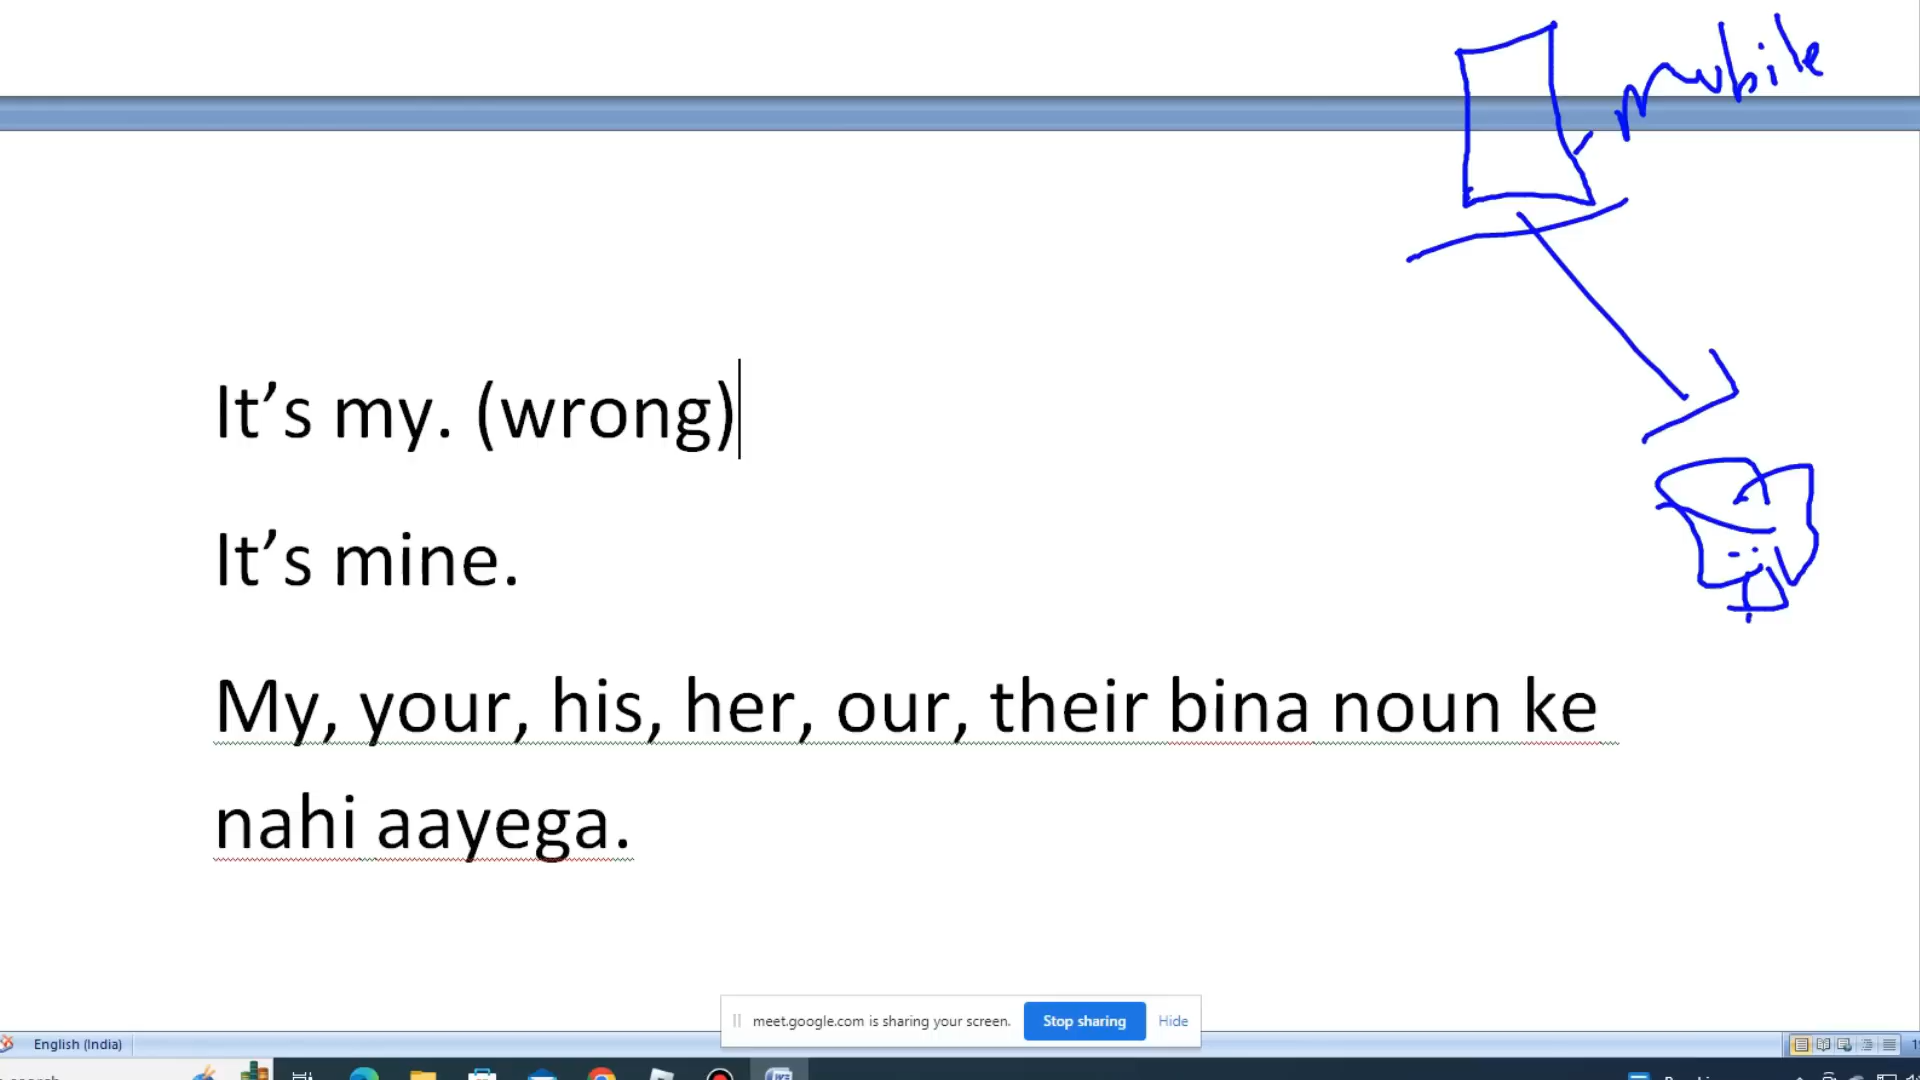 mobile
It’s my. (wrong)
It’s mine.
My, your, his, her, our, their bina noun ke
nahi aayega.
meet.google.com is sharing your screen. Stop sharing Hide
English (India)